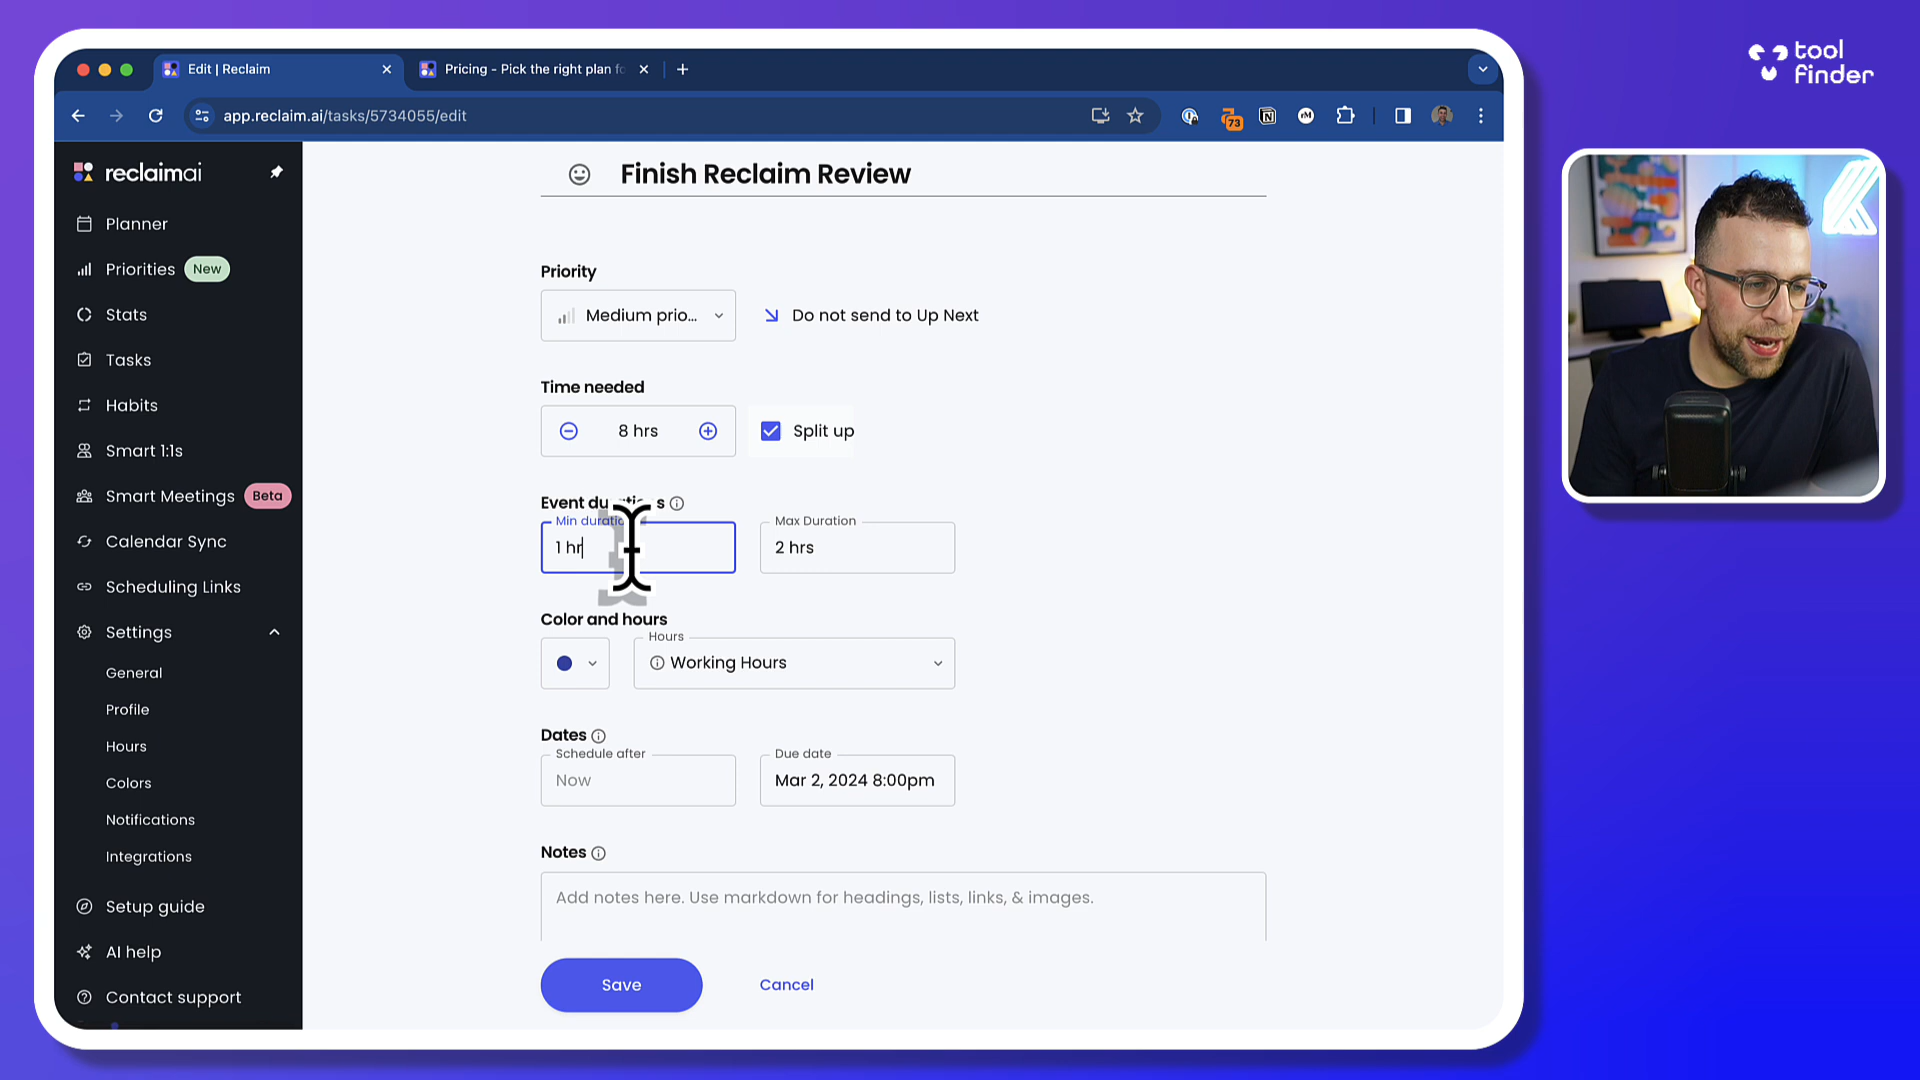 tool
finder
Edit | Reclaim
Pricing - Pick the right plan fo
app.reclaim.ai/tasks/5734055/edit
73
N
rM
reclaimai
Planner
Priorities New
Stats
Tasks
Habits
Smart 1:1s
Smart Meetings Beta
Calendar Sync
Scheduling Links
Settings
General
Profile
Hours
Colors
Notifications
Integrations
Setup guide
AI help
Contact support
Finish Reclaim Review
Priority
Medium prio...
Do not send to Up Next
Time needed
8 hrs
Split up
Event
Min
1 hr
Max Duration
2 hrs
Color and hours
Hours
Working Hours
Dates
Schedule after
Now
Due date
Mar 2, 2024 8:00pm
Notes
Add notes here. Use markdown for headings, lists, links, & images.
Save
Cancel